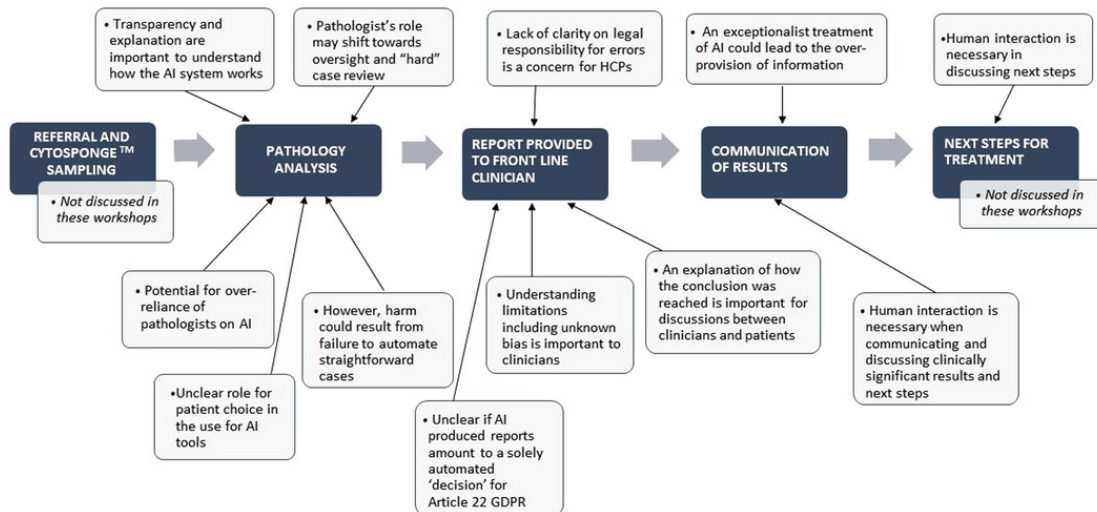 • Transparency and
explanation are
important to understand
how the AI system works
• Pathologist's role
may shift towards
oversight and "hard"
case review
• Lack of clarity on legal
responsibility for errors
is a concern for HCPs
• An exceptionalist treatment
of AI could lead to the over-
provision of information
•Human interaction is
necessary in
discussing next steps
REFERRAL AND
CYTOSPONGE™
SAMPLING
• Not discussed in
these workshops
PATHOLOGY
ANALYSIS
REPORT PROVIDED
TO FRONT LINE
CLINICIAN
COMMUNICATION
OF RESULTS
NEXT STEPS FOR
TREATMENT
• Not discussed in
these workshops
• Potential for over-
reliance of
pathologists on AI
•Unclear role for
patient choice in
the use for AI
tools
• However, harm
could result from
failure to automate
straightforward
cases
• Unclear if AI
produced reports
amount to a solely
automated
'decision' for
Article 22 GDPR
• Understanding
limitations
including unknown
bias is important to
clinicians
• An explanation of how
the conclusion was
reached is important for
discussions between
clinicians and patients
• Human interaction is
necessary when
communicating and
discussing clinically
significant results and
next steps